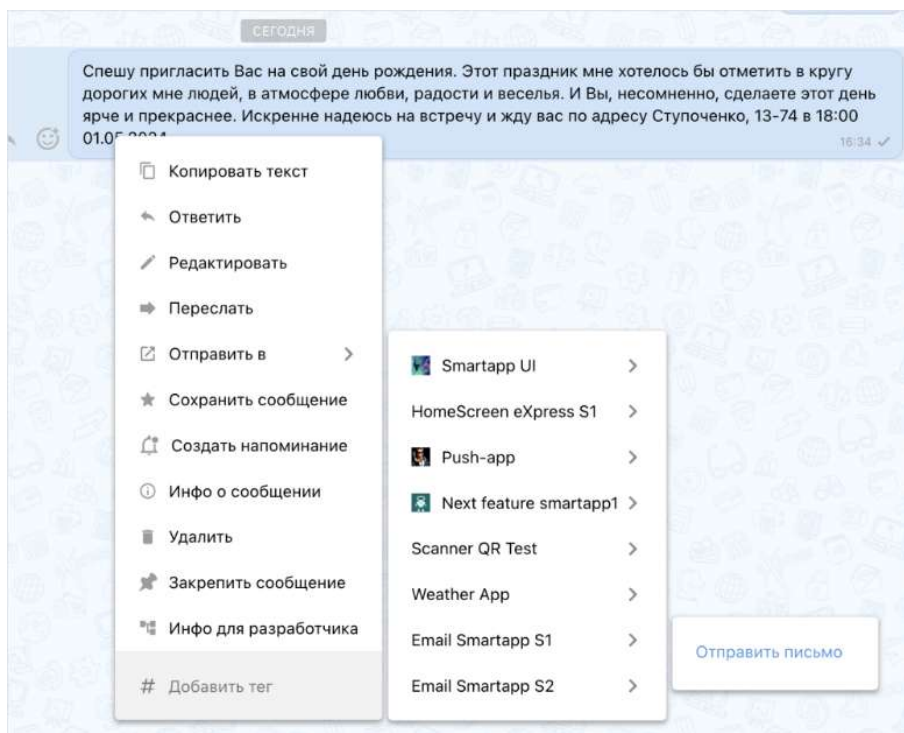 СЕГОДНЯ
Спешу пригласить Вас на свой день рождения. Этот праздник мне хотелось бы отметить в кругу
дорогих мне людей, в атмосфере любви, радости и веселья. И Вы, несомненно, сделаете этот день
ярче и прекраснее. Искренне надеюсь на встречу и жду вас по адресу Ступоченко, 13-74 в 18:00
01.05.2024
16:34
Копировать текст
Ответить
Редактировать
Переслать
Отправить в
Сохранить сообщение
Создать напоминание
Инфо о сообщении
Удалить
Закрепить сообщение
Инфо для разработчика
# Добавить тег
Smartapp UI
HomeScreen eXpress S1
Push-app
Next feature smartapp1
Scanner QR Test
Weather App
Email Smartapp S1
Email Smartapp S2
Отправить письмо